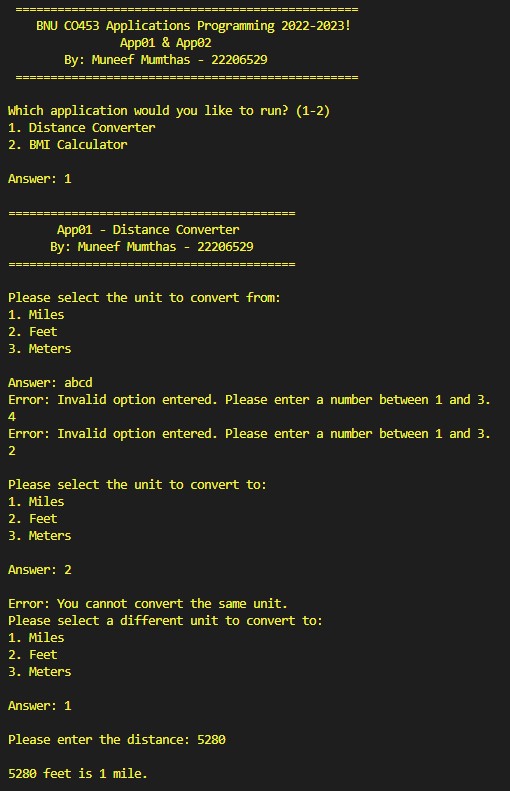 =================================================
BNU CO453 Applications Programming 2022-2023!
App01 & App02
By: Muneef Mumthas - 22206529
=================================================
Which application would you like to run? (1-2)
1. Distance Converter
2. BMI Calculator
Answer: 1
=========================================
App01 - Distance Converter
By: Muneef Mumthas - 22206529
=========================================
Please select the unit to convert from:
1. Miles
2. Feet
3. Meters
Answer: abcd
Error: Invalid option entered. Please enter a number between 1 and 3.
4
Error: Invalid option entered. Please enter a number between 1 and 3.
2
Please select the unit to convert to:
1. Miles
2. Feet
3. Meters
Answer: 2
Error: You cannot convert the same unit.
Please select a different unit to convert to:
1. Miles
2. Feet
3. Meters
Answer: 1
Please enter the distance: 5280
5280 feet is 1 mile.